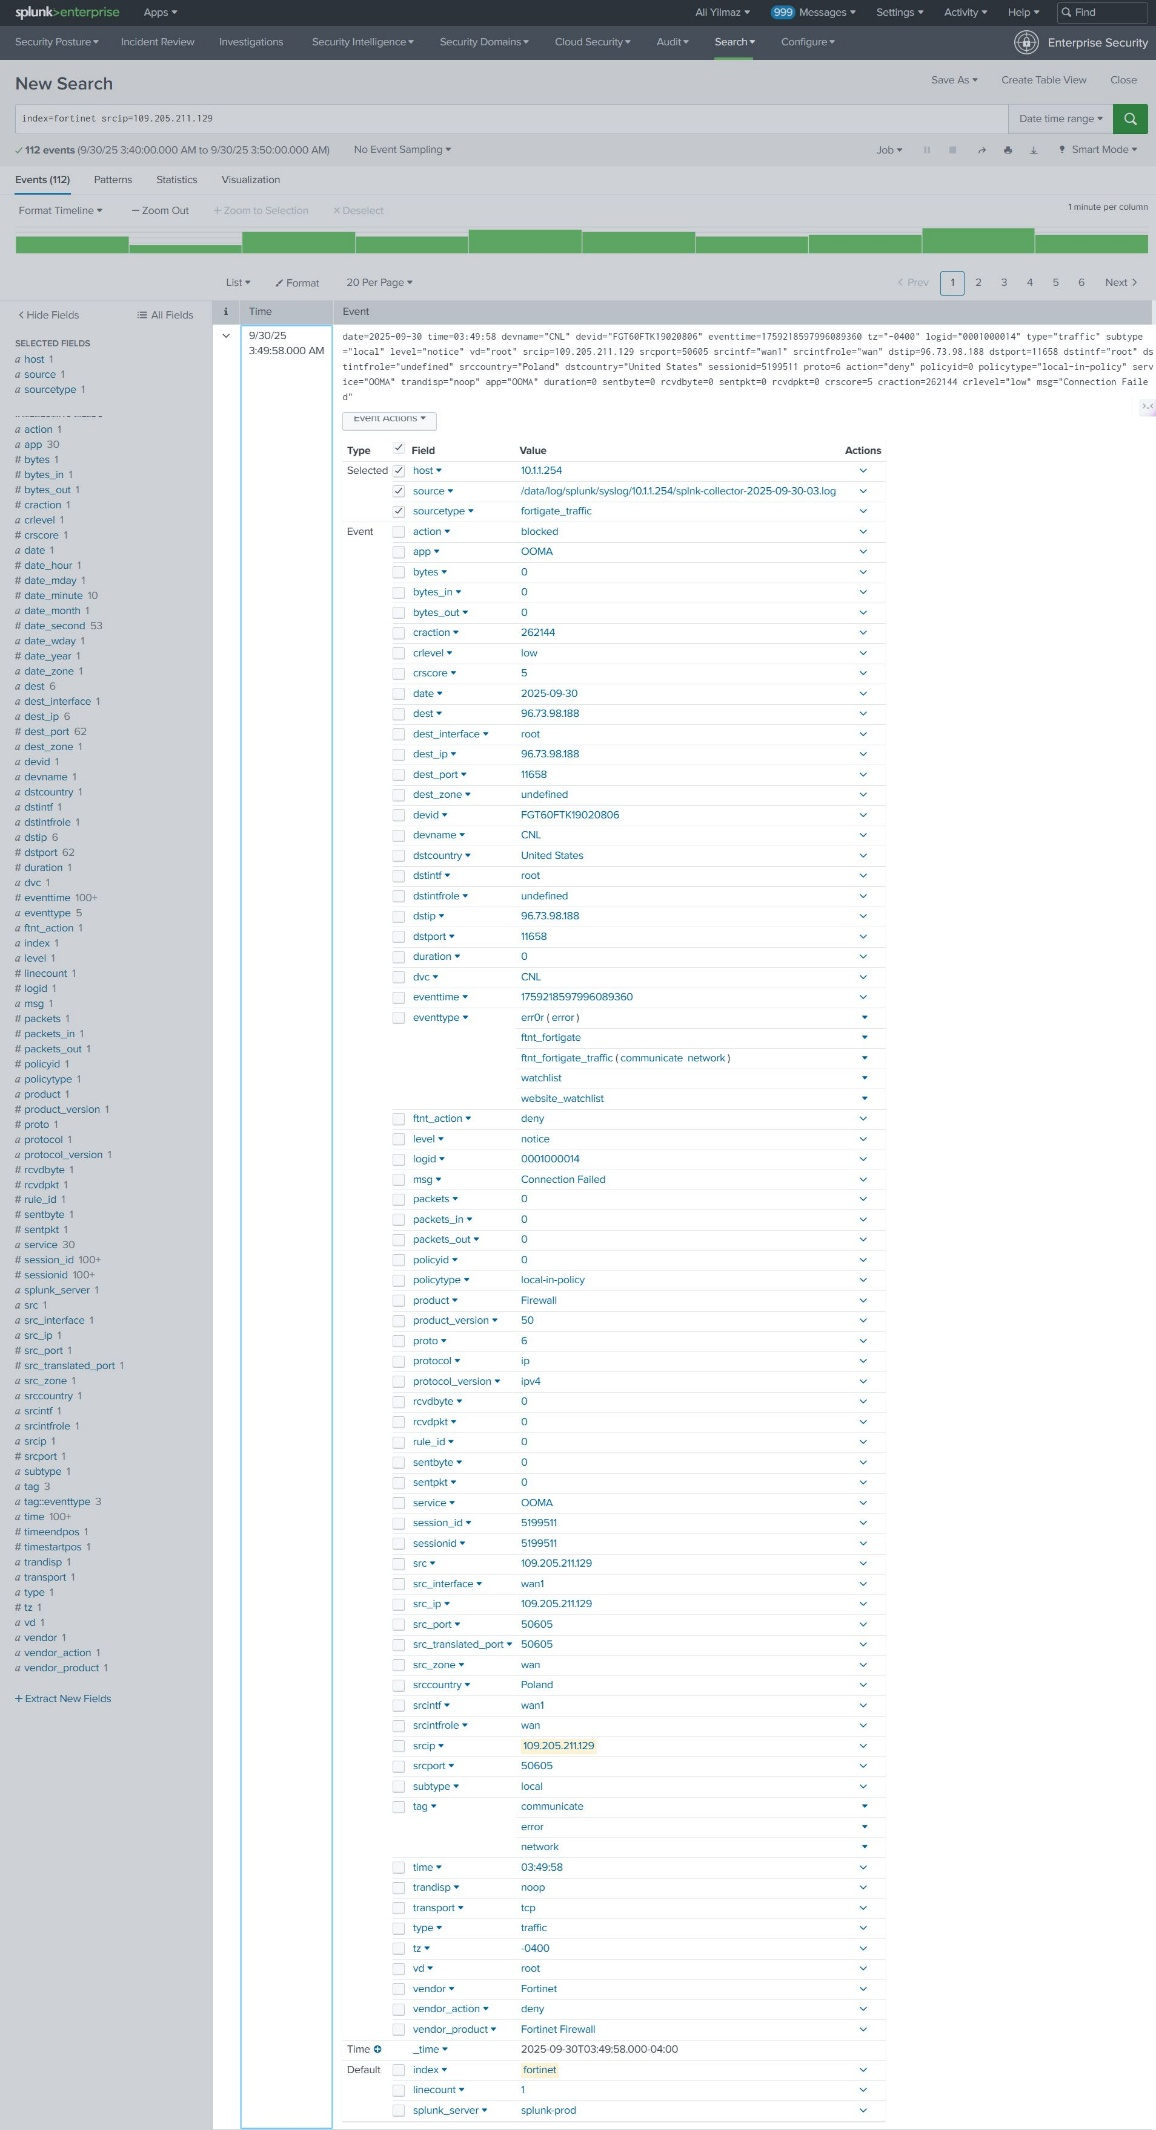 splunk>enterprise Apps Ali Yilmaz 999 Messages Settings Activity Help Find
Security Posture Incident Review Investigations Security Intelligence Security Domains Cloud Security Audit Search Configure Enterprise Security
New Search Save As Create Table View Close
index=fortinet srcip=109.205.211.129 Date time range
✓ 112 events (9/30/25 3:40:00.000 AM to 9/30/25 3:50:00.000 AM) No Event Sampling Job Smart Mode
Events (112) Patterns Statistics Visualization
Format Timeline — Zoom Out + Zoom to Selection × Deselect 1 minute per column
List Format 20 Per Page < Prev 1 2 3 4 5 6 Next >
< Hide Fields All Fields
SELECTED FIELDS
a host 1
a source 1
a sourcetype 1
a action 1
a app 30
# bytes 1
# bytes_in 1
# bytes_out 1
# craction 1
a crlevel 1
# crscore 1
a date 1
# date_hour 1
# date_mday 1
# date_minute 10
a date_month 1
# date_second 53
a date_wday 1
# date_year 1
a date_zone 1
a dest 6
a dest_interface 1
a dest_ip 6
# dest_port 62
a dest_zone 1
a devid 1
a devname 1
a dstcountry 1
a dstintf 1
a dstintfrole 1
a dstip 6
# dstport 62
# duration 1
a dvc 1
# eventtime 100+
a eventtype 5
a ftnt_action 1
a index 1
a level 1
# linecount 1
# logid 1
a msg 1
# packets 1
# packets_in 1
# packets_out 1
# policyid 1
a policytype 1
a product 1
# product_version 1
# proto 1
a protocol 1
a protocol_version 1
# rcvdbyte 1
# rcvdpkt 1
# rule_id 1
# sentbyte 1
# sentpkt 1
a service 30
# session_id 100+
# sessionid 100+
a splunk_server 1
a src 1
a src_interface 1
a src_ip 1
# src_port 1
# src_translated_port 1
a src_zone 1
a srccountry 1
a srcintf 1
a srcintfrole 1
a srcip 1
# srcport 1
a subtype 1
a tag 3
a tag::eventtype 3
a time 100+
# timeendpos 1
# timestartpos 1
a trandisp 1
a transport 1
a type 1
# tz 1
a vd 1
a vendor 1
a vendor_action 1
a vendor_product 1
+ Extract New Fields
i Time Event
9/30/25
3:49:58.000 AM
date=2025-09-30 time=03:49:58 devname="CNL" devid="FGT60FTK19020806" eventtime=1759218597996089360 tz="-0400" logid="0001000014" type="traffic" subtype
="local" level="notice" vd="root" srcip=109.205.211.129 srcport=50605 srcintf="wan1" srcintfrole="wan" dstip=96.73.98.188 dstport=11658 dstintf="root" ds
tintfrole="undefined" srccountry="Poland" dstcountry="United States" sessionid=5199511 proto=6 action="deny" policyid=0 policytype="local-in-policy" serv
ice="OOMA" trandisp="noop" app="OOMA" duration=0 sentbyte=0 rcvdbyte=0 sentpkt=0 rcvdpkt=0 crscore=5 craction=262144 crlevel="low" msg="Connection Faile
d"
Event Actions
Type Field Value Actions
Selected host 10.1.1.254
source /data/log/splunk/syslog/10.1.1.254/splnk-collector-2025-09-30-03.log
sourcetype fortigate_traffic
Event action blocked
app OOMA
bytes 0
bytes_in 0
bytes_out 0
craction 262144
crlevel low
crscore 5
date 2025-09-30
dest 96.73.98.188
dest_interface root
dest_ip 96.73.98.188
dest_port 11658
dest_zone undefined
devid FGT60FTK19020806
devname CNL
dstcountry United States
dstintf root
dstintfrole undefined
dstip 96.73.98.188
dstport 11658
duration 0
dvc CNL
eventtime 1759218597996089360
eventtype err0r ( error )
ftnt_fortigate
ftnt_fortigate_traffic ( communicate network )
watchlist
website_watchlist
ftnt_action deny
level notice
logid 0001000014
msg Connection Failed
packets 0
packets_in 0
packets_out 0
policyid 0
policytype local-in-policy
product Firewall
product_version 50
proto 6
protocol ip
protocol_version ipv4
rcvdbyte 0
rcvdpkt 0
rule_id 0
sentbyte 0
sentpkt 0
service OOMA
session_id 5199511
sessionid 5199511
src 109.205.211.129
src_interface wan1
src_ip 109.205.211.129
src_port 50605
src_translated_port 50605
src_zone wan
srccountry Poland
srcintf wan1
srcintfrole wan
srcip 109.205.211.129
srcport 50605
subtype local
tag communicate
error
network
time 03:49:58
trandisp noop
transport tcp
type traffic
tz -0400
vd root
vendor Fortinet
vendor_action deny
vendor_product Fortinet Firewall
Time _time 2025-09-30T03:49:58.000-04:00
Default index fortinet
linecount 1
splunk_server splunk-prod